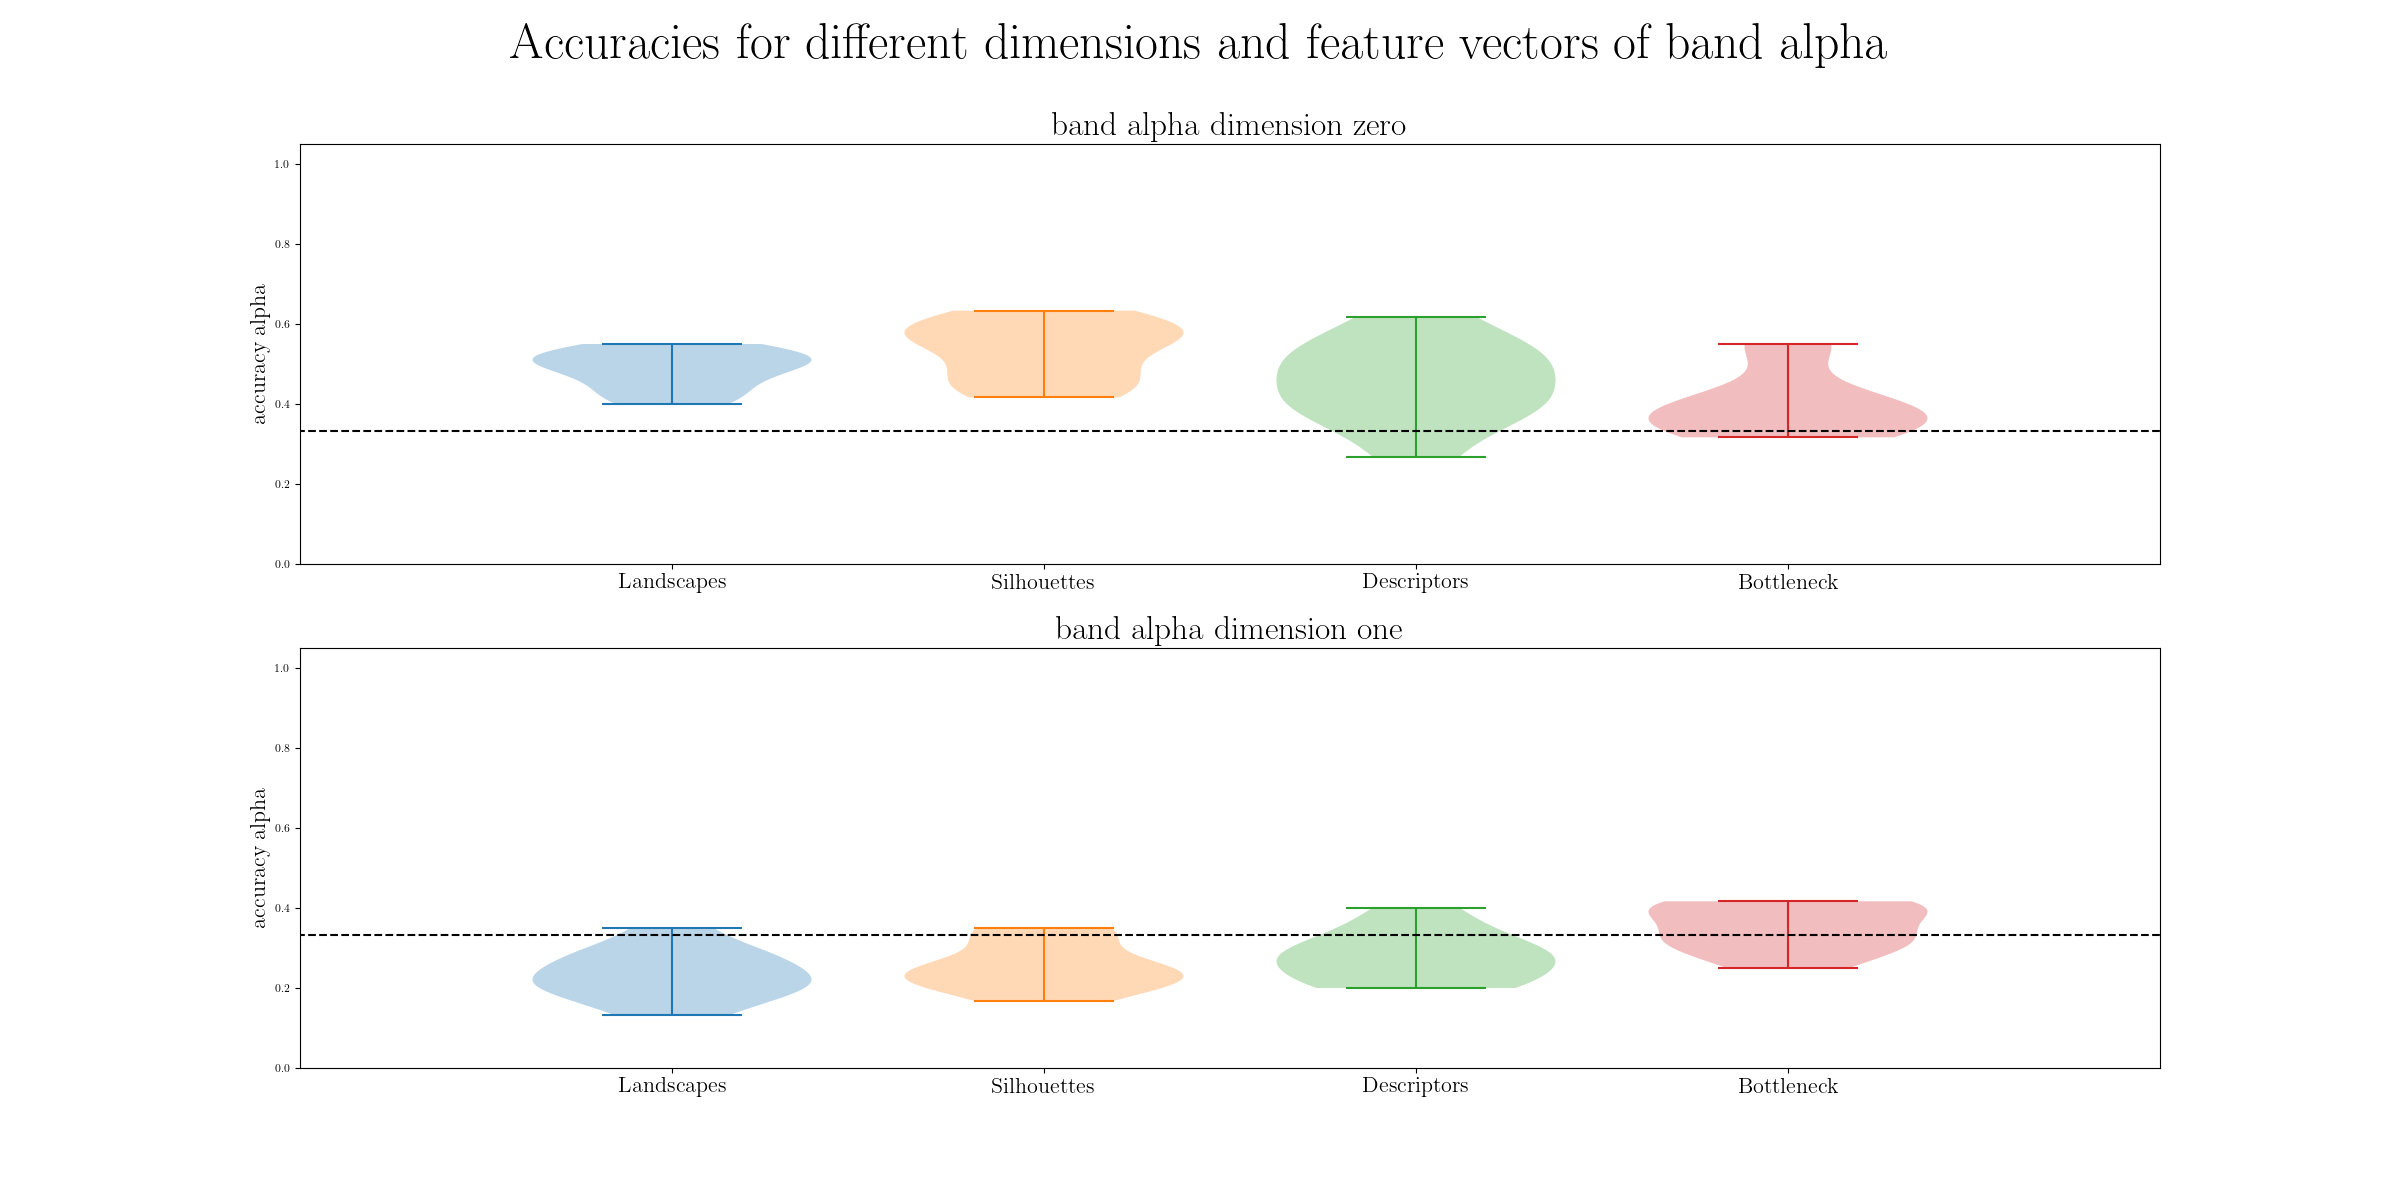 Accuracies for different dimensions and feature vectors of band alpha
band alpha dimension zero
accuracy alpha
1.0
0.8
0.6
0.4
0.2
0.0
Landscapes Silhouettes Descriptors Bottleneck
band alpha dimension one
accuracy alpha
1.0
0.8
0.6
0.4
0.2
0.0
Landscapes Silhouettes Descriptors Bottleneck